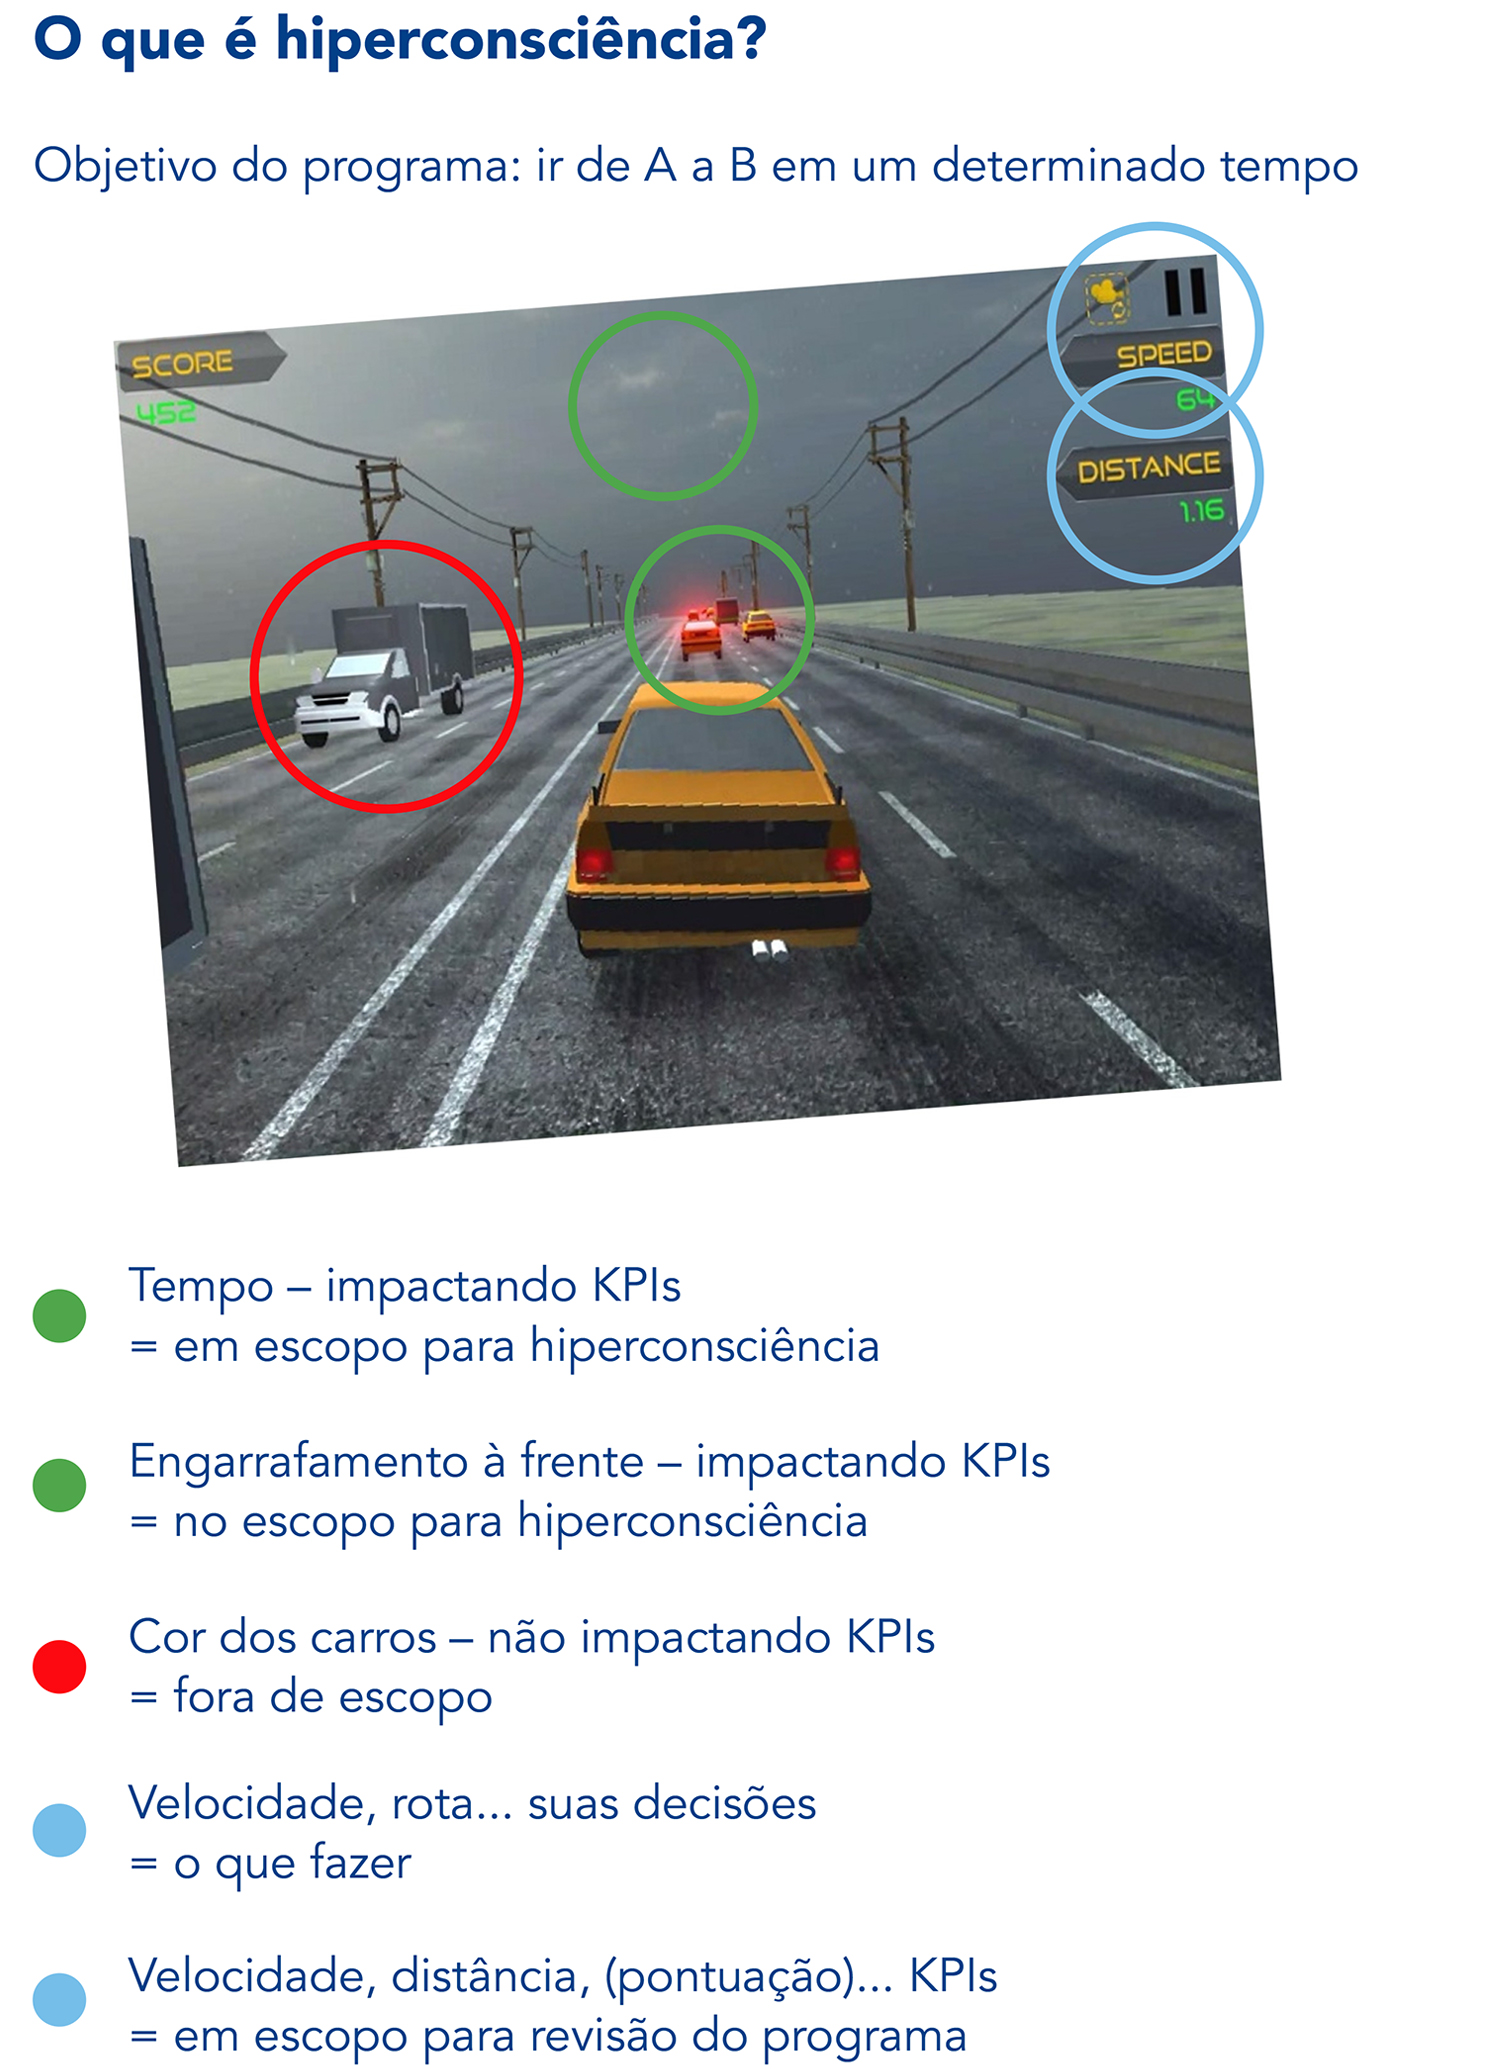 O que é hiperconsciência?
Objetivo do programa: ir de A a B em um determinado tempo
SCORE
452
SPEED
64
DISTANCE
1.16
Tempo – impactando KPIs
= em escopo para hiperconsciência
Engarrafamento à frente – impactando KPIs
= no escopo para hiperconsciência
Cor dos carros – não impactando KPIs
= fora de escopo
Velocidade, rota... suas decisões
= o que fazer
Velocidade, distância, (pontuação)... KPIs
= em escopo para revisão do programa